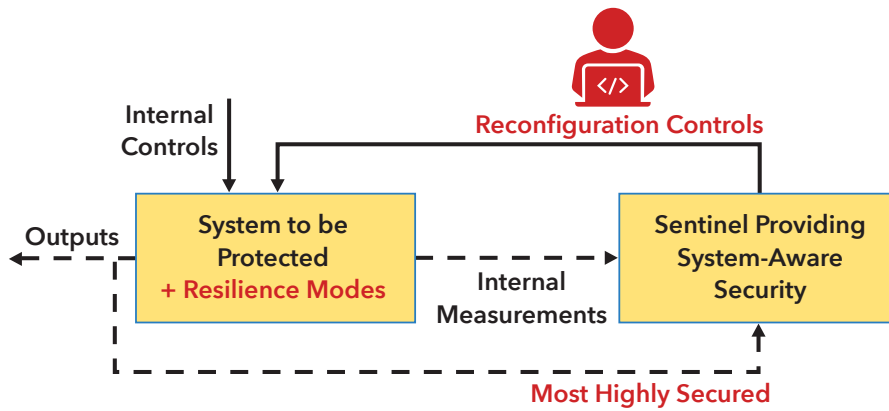 </>
Internal
Controls
Reconfiguration Controls
System to be
Protected
+ Resilience Modes
Sentinel Providing
System-Aware
Security
Outputs
Internal
Measurements
Most Highly Secured